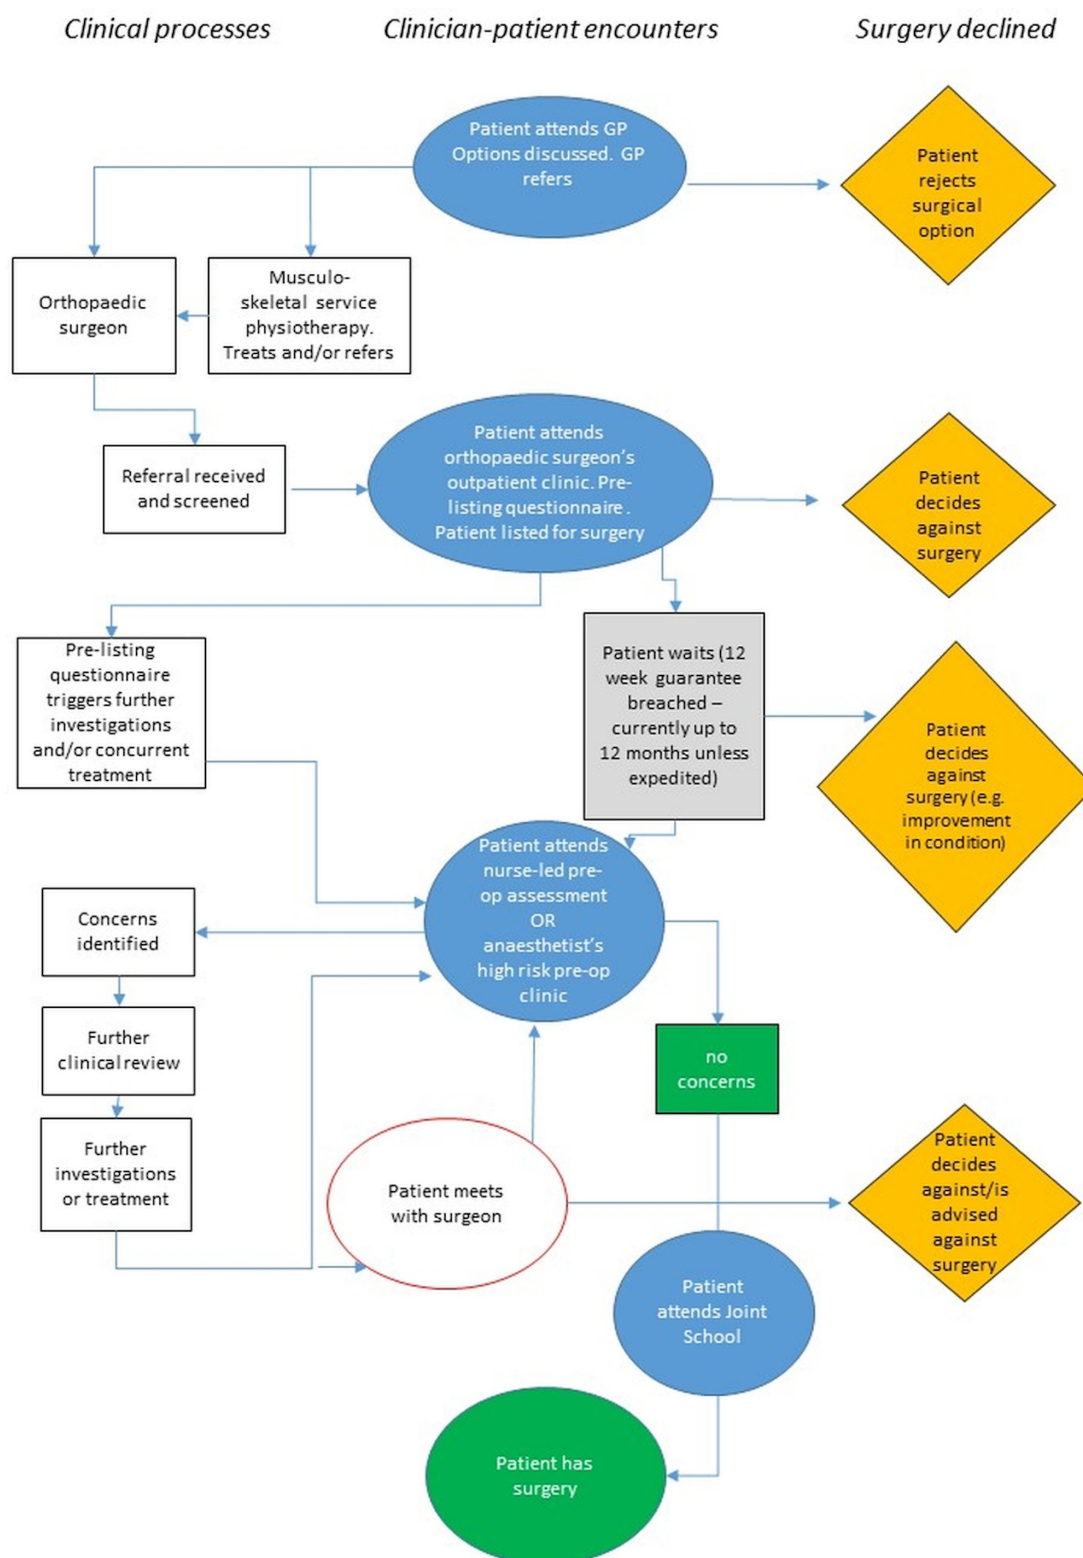 Clinical processes
Clinician-patient encounters
Surgery declined
Patient attends GP
Options discussed. GP
refers
Patient
rejects
surgical
option
Orthopaedic
surgeon
Musculo-
skeletal service
physiotherapy.
Treats and/or refers
Referral received
and screened
Patient attends
orthopaedic surgeon’s
outpatient clinic. Pre-
listing questionnaire.
Patient listed for surgery
Patient
decides
against
surgery
Pre-listing
questionnaire
triggers further
investigations
and/or concurrent
treatment
Patient waits (12
week guarantee
breached –
currently up to
12 months unless
expedited)
Patient
decides
against
surgery (e.g.
improvement
in condition)
Patient attends
nurse-led pre-
op assessment
OR
anaesthetist’s
high risk pre-op
clinic
Concerns
identified
Further
clinical review
no
concerns
Further
investigations
or treatment
Patient meets
with surgeon
Patient
decides
against/is
advised
against
surgery
Patient
attends Joint
School
Patient has
surgery